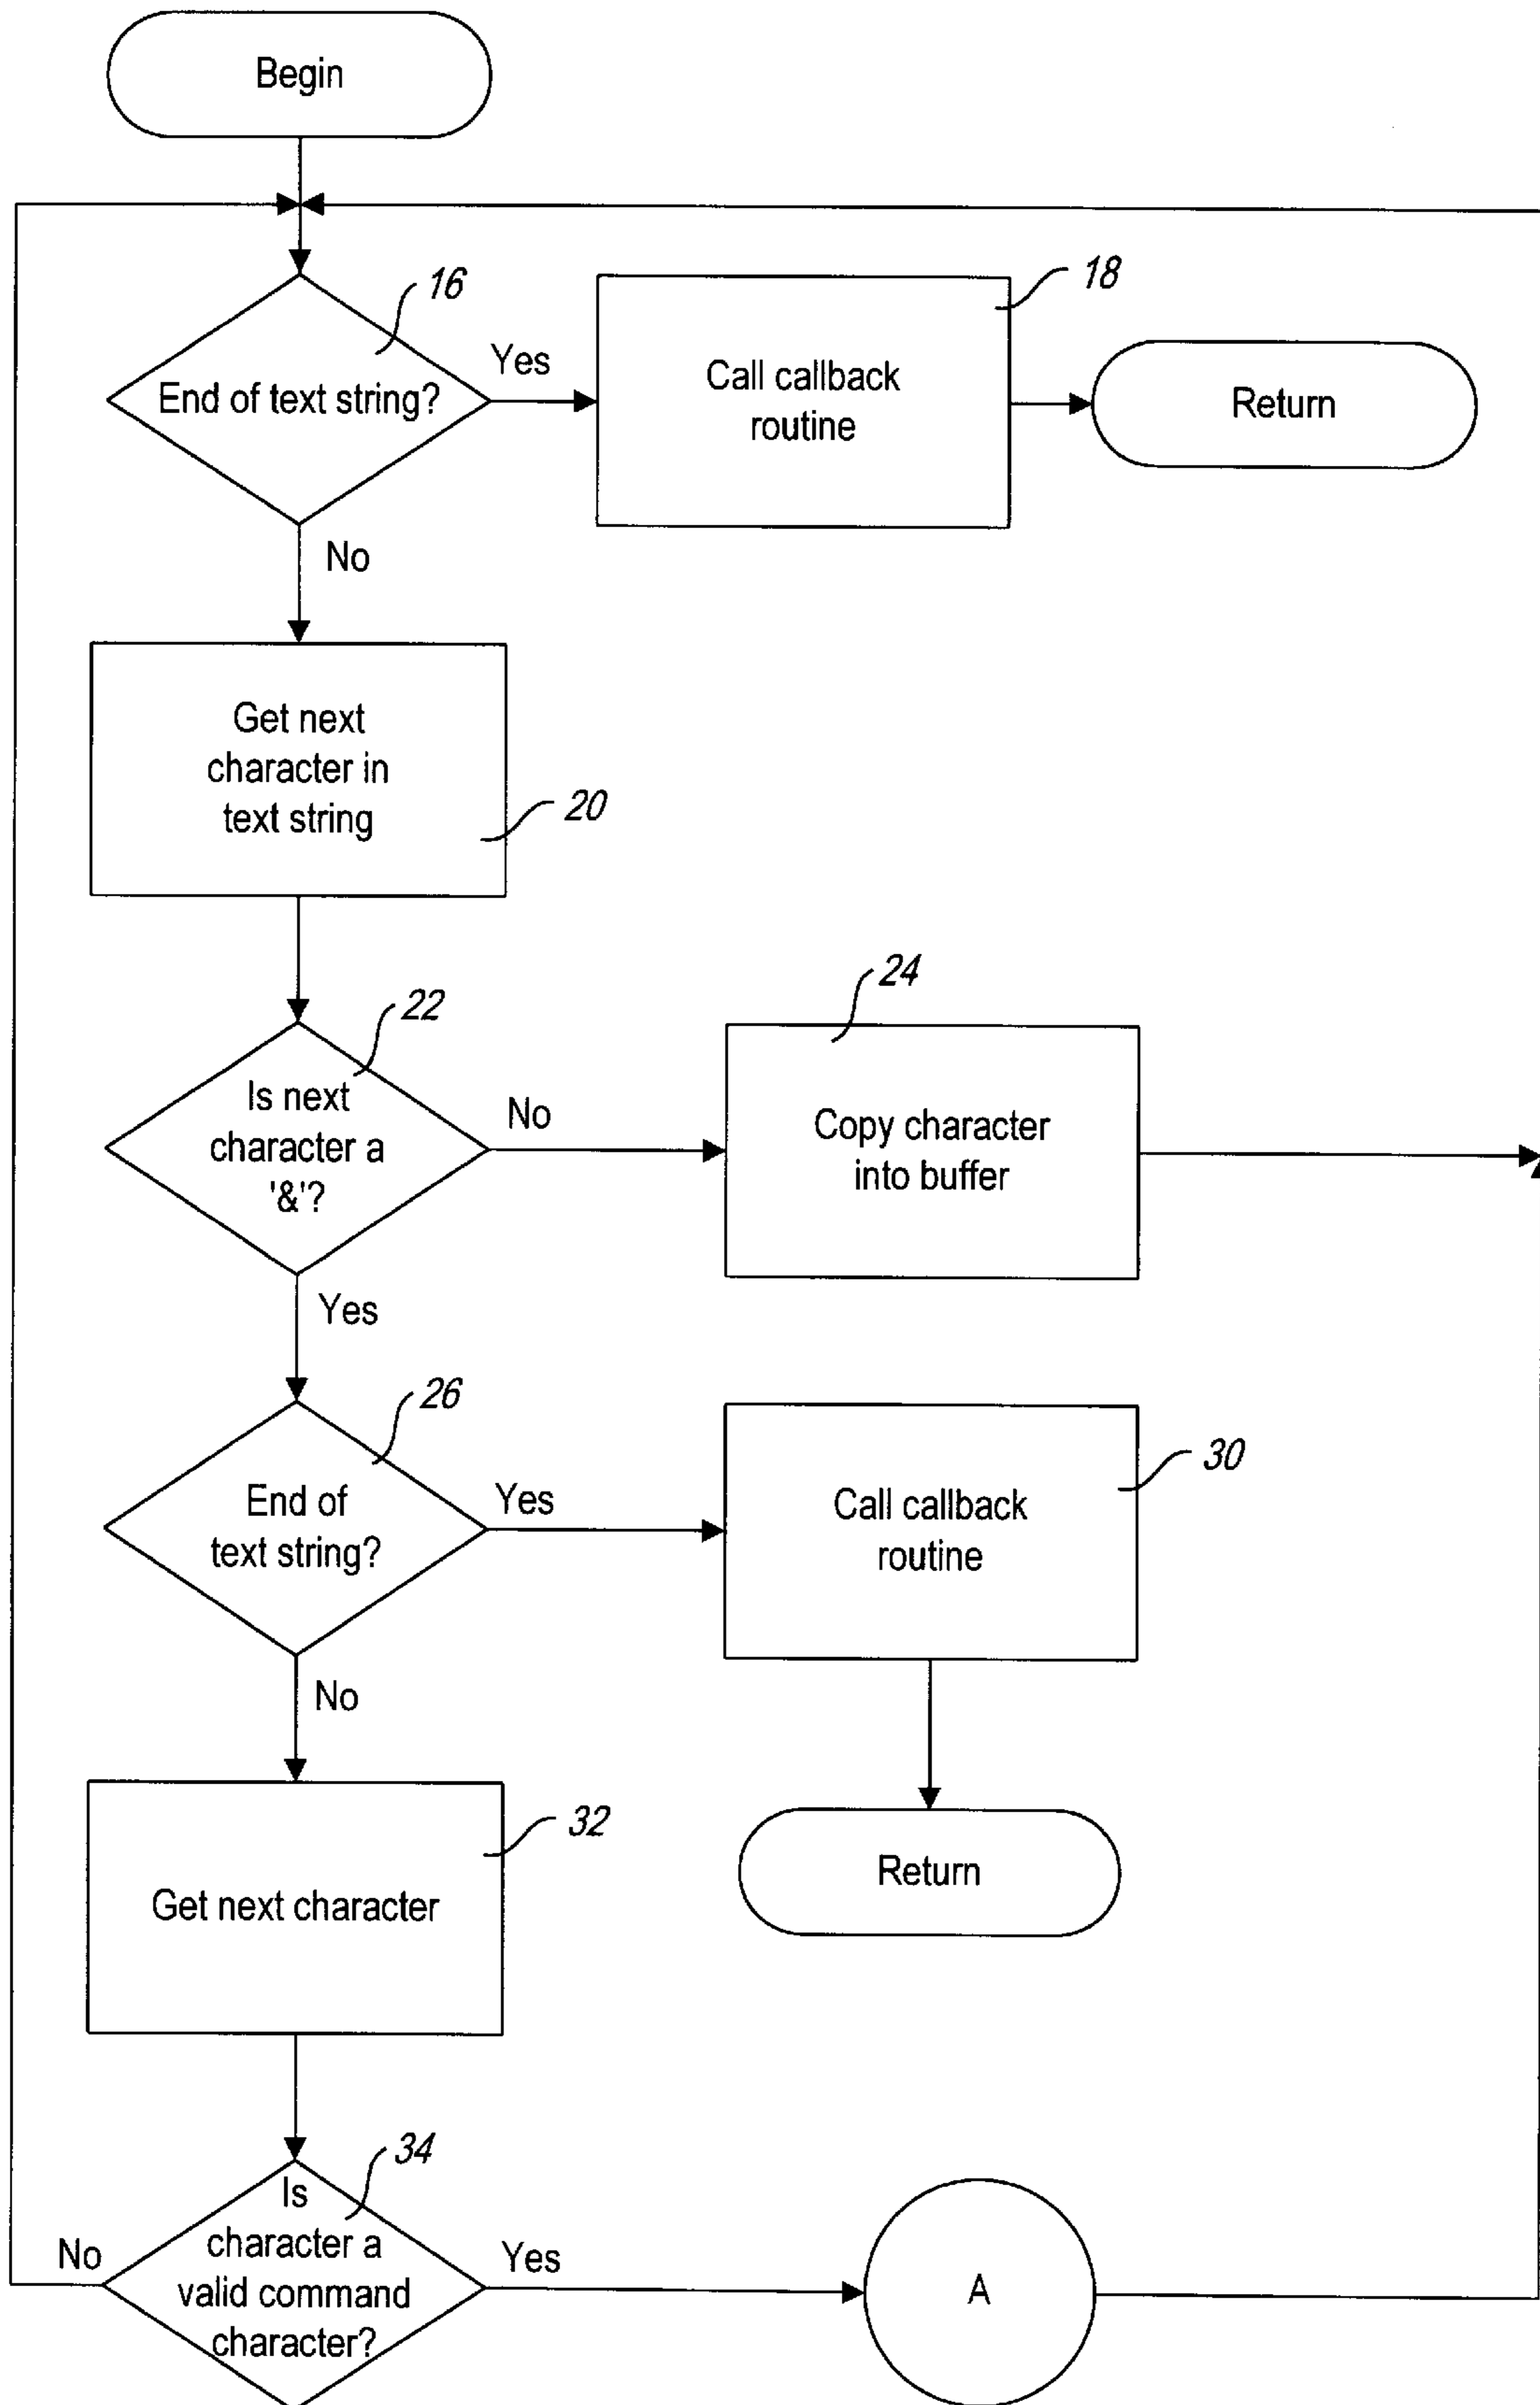 Begin
16
End of text string?
Yes
18
Call callback
routine
Return
No
Get next
character in
text string
20
22
Is next
character a
'&'?
No
24
Copy character
into buffer
Yes
26
End of
text string?
Yes
30
Call callback
routine
No
32
Get next character
Return
34
Is
character a
valid command
character?
No
Yes
A